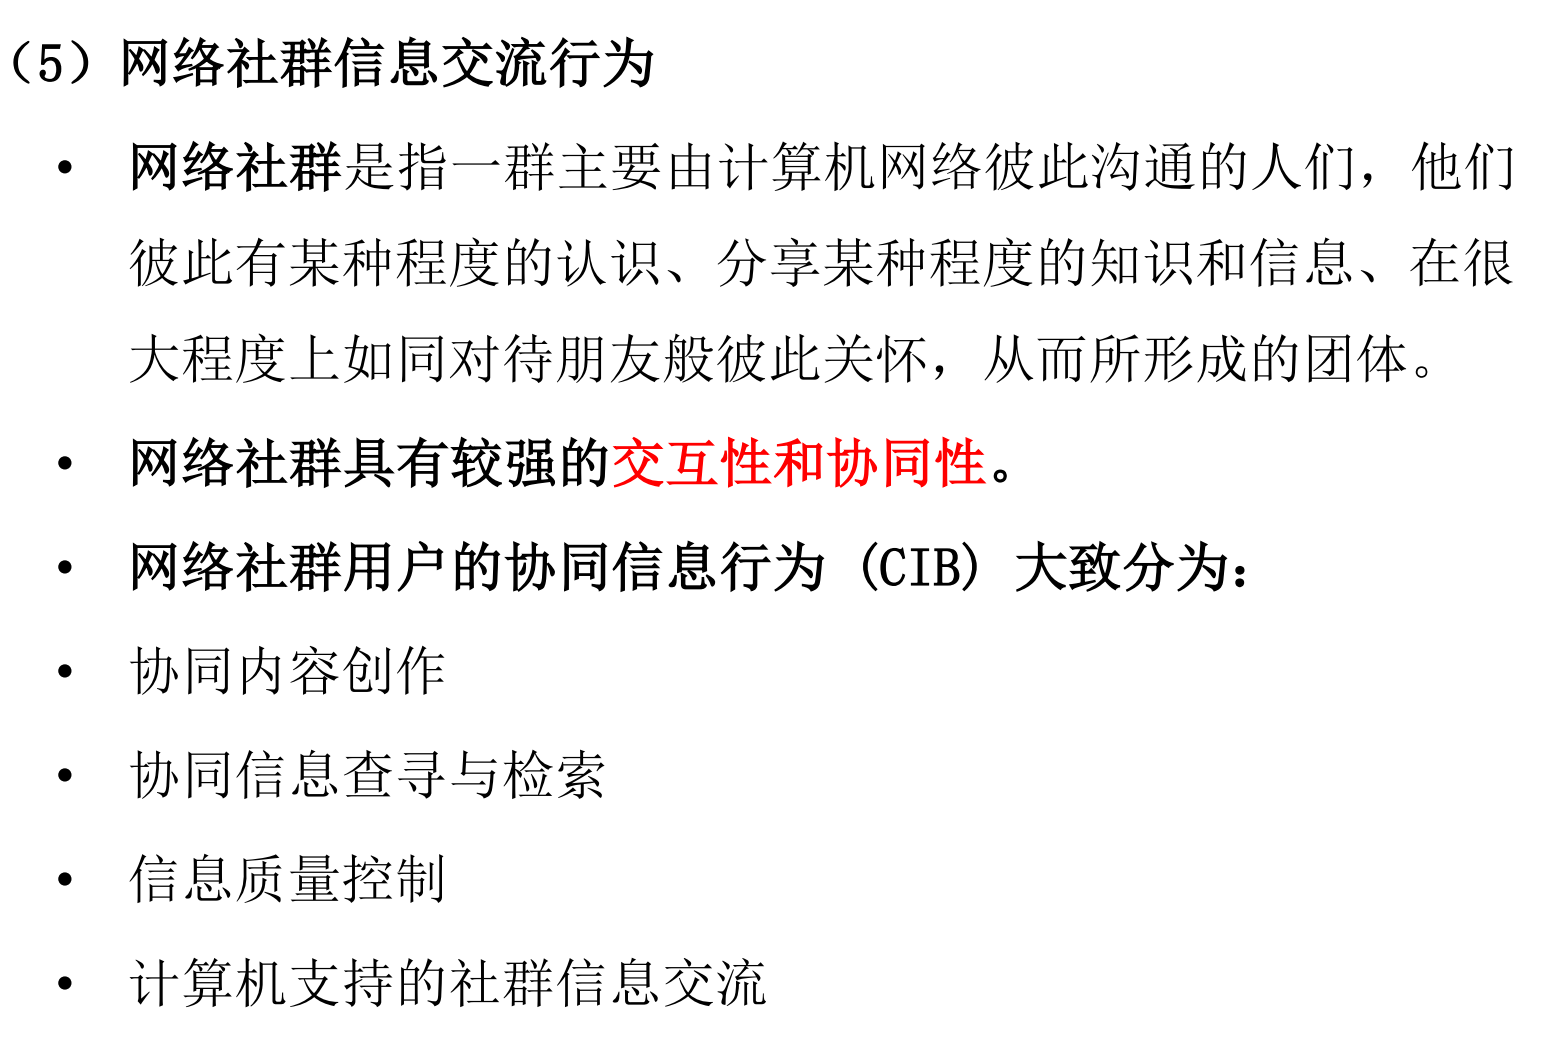 （5）网络社群信息交流行为
• 网络社群是指一群主要由计算机网络彼此沟通的人们，他们
彼此有某种程度的认识、分享某种程度的知识和信息、在很
大程度上如同对待朋友般彼此关怀，从而所形成的团体。
• 网络社群具有较强的交互性和协同性。
• 网络社群用户的协同信息行为（CIB）大致分为：
• 协同内容创作
• 协同信息查寻与检索
• 信息质量控制
• 计算机支持的社群信息交流